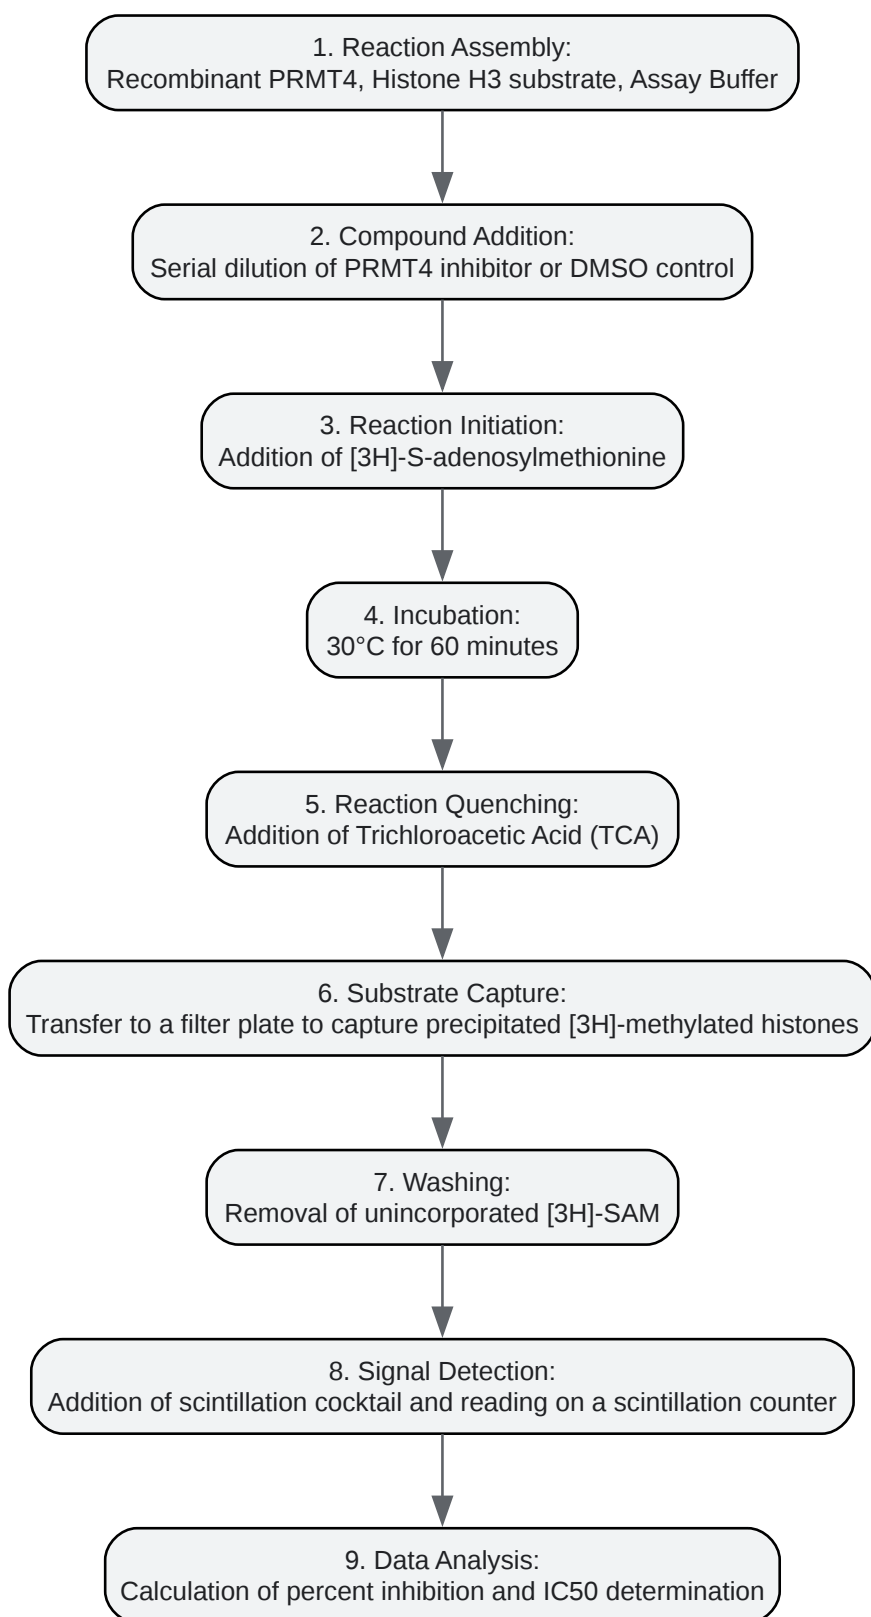 1. Reaction Assembly:
Recombinant PRMT4, Histone H3 substrate, Assay Buffer
2. Compound Addition:
Serial dilution of PRMT4 inhibitor or DMSO control
3. Reaction Initiation:
Addition of [3H]-S-adenosylmethionine
4. Incubation:
30°C for 60 minutes
5. Reaction Quenching:
Addition of Trichloroacetic Acid (TCA)
6. Substrate Capture:
Transfer to a filter plate to capture precipitated [3H]-methylated histones
7. Washing:
Removal of unincorporated [3H]-SAM
8. Signal Detection:
Addition of scintillation cocktail and reading on a scintillation counter
9. Data Analysis:
Calculation of percent inhibition and IC50 determination